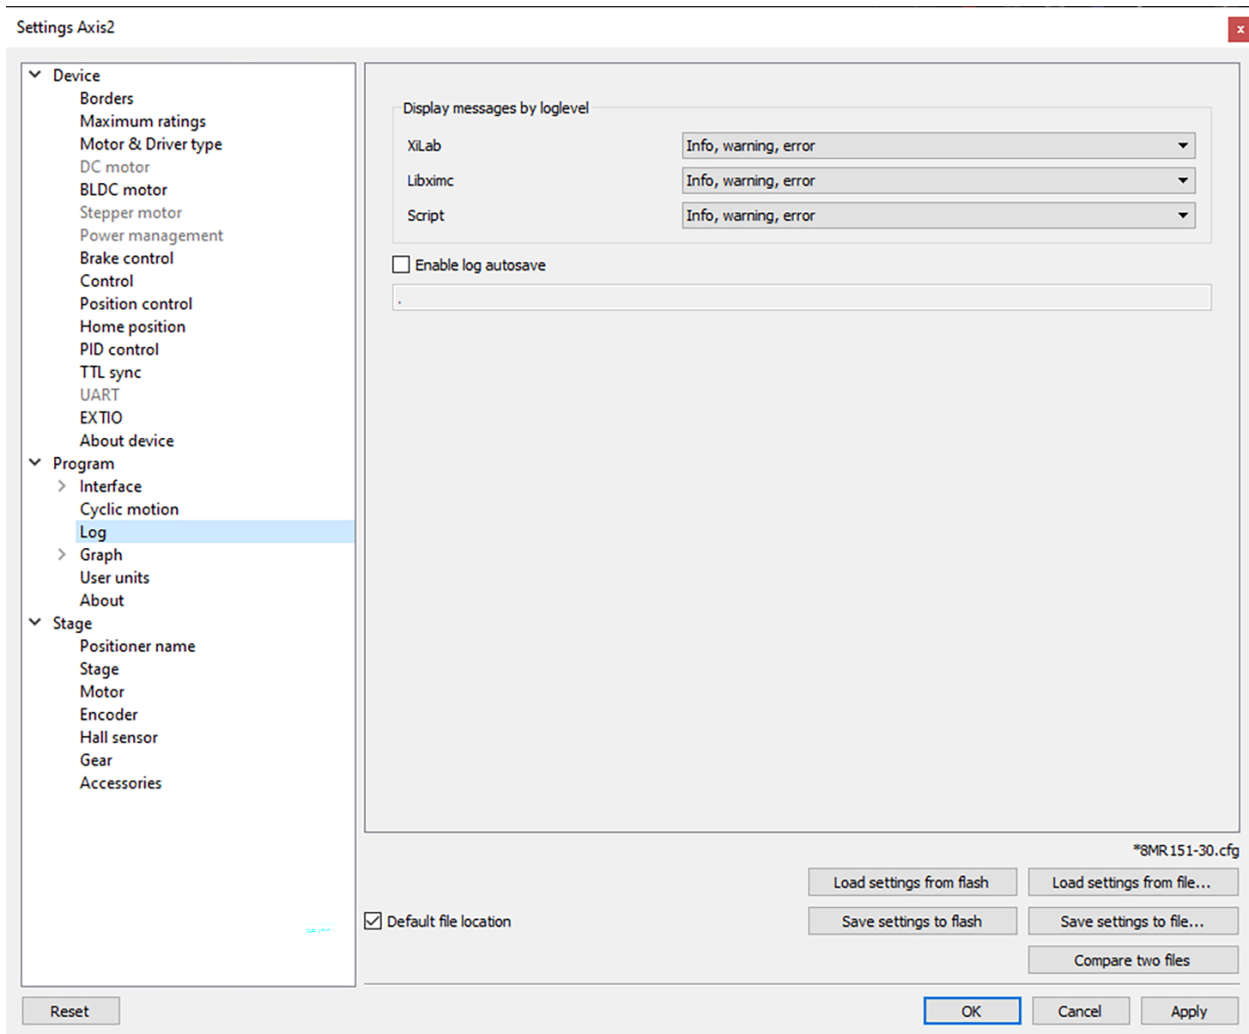 Settings Axis2
x
Device
Borders
Maximum ratings
Motor & Driver type
DC motor
BLDC motor
Stepper motor
Power management
Brake control
Control
Position control
Home position
PID control
TTL sync
UART
EXTIO
About device
Program
Interface
Cyclic motion
Log
Graph
User units
About
Stage
Positioner name
Stage
Motor
Encoder
Hall sensor
Gear
Accessories
Display messages by loglevel
XiLab Info, warning, error
Libximc Info, warning, error
Script Info, warning, error
Enable log autosave
.
*8MR151-30.cfg
Load settings from flash Load settings from file...
Default file location Save settings to flash Save settings to file...
Compare two files
Reset OK Cancel Apply